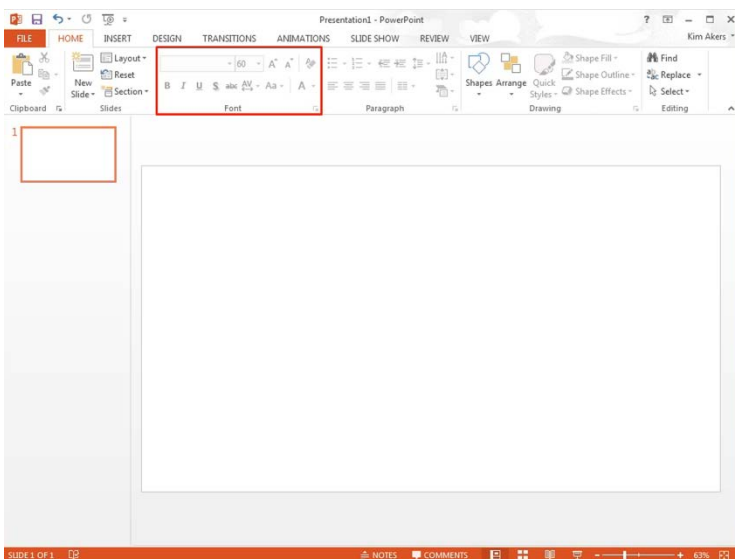 Presentation1 - PowerPoint
?
FILE HOME INSERT DESIGN TRANSITIONS ANIMATIONS SLIDE SHOW REVIEW VIEW Kim Akers
Paste
New
Slide
Layout
Reset
Section
60 A A
B I U S abc AV Aa A
Shapes Arrange Quick
Styles
Shape Fill
Shape Outline
Shape Effects
Find
Replace
Select
Clipboard Slides Font Paragraph Drawing Editing
1
SLIDE 1 OF 1 NOTES COMMENTS 63%